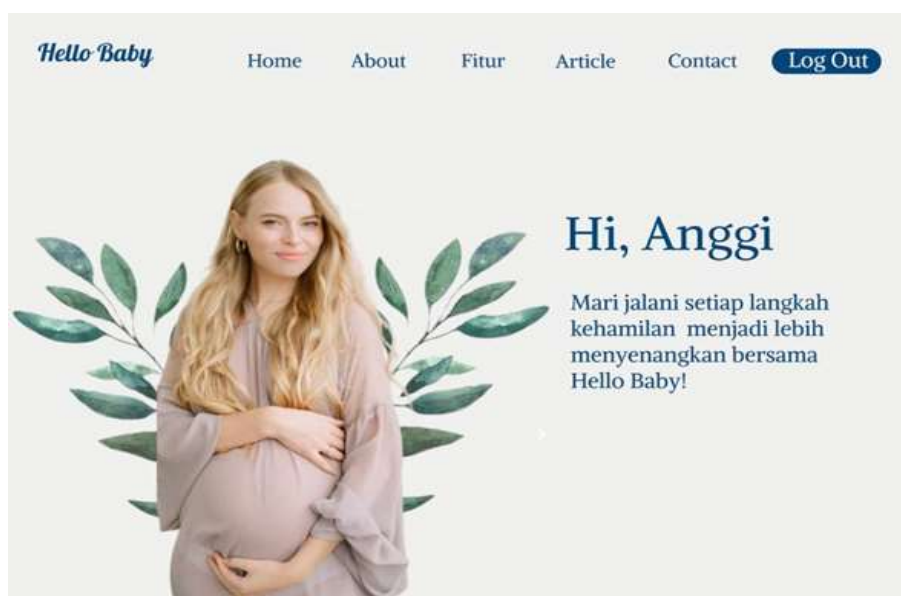 Hello Baby
Home About Fitur Article Contact Log Out
Hi, Anggi
Mari jalani setiap langkah
kehamilan menjadi lebih
menyenangkan bersama
Hello Baby!